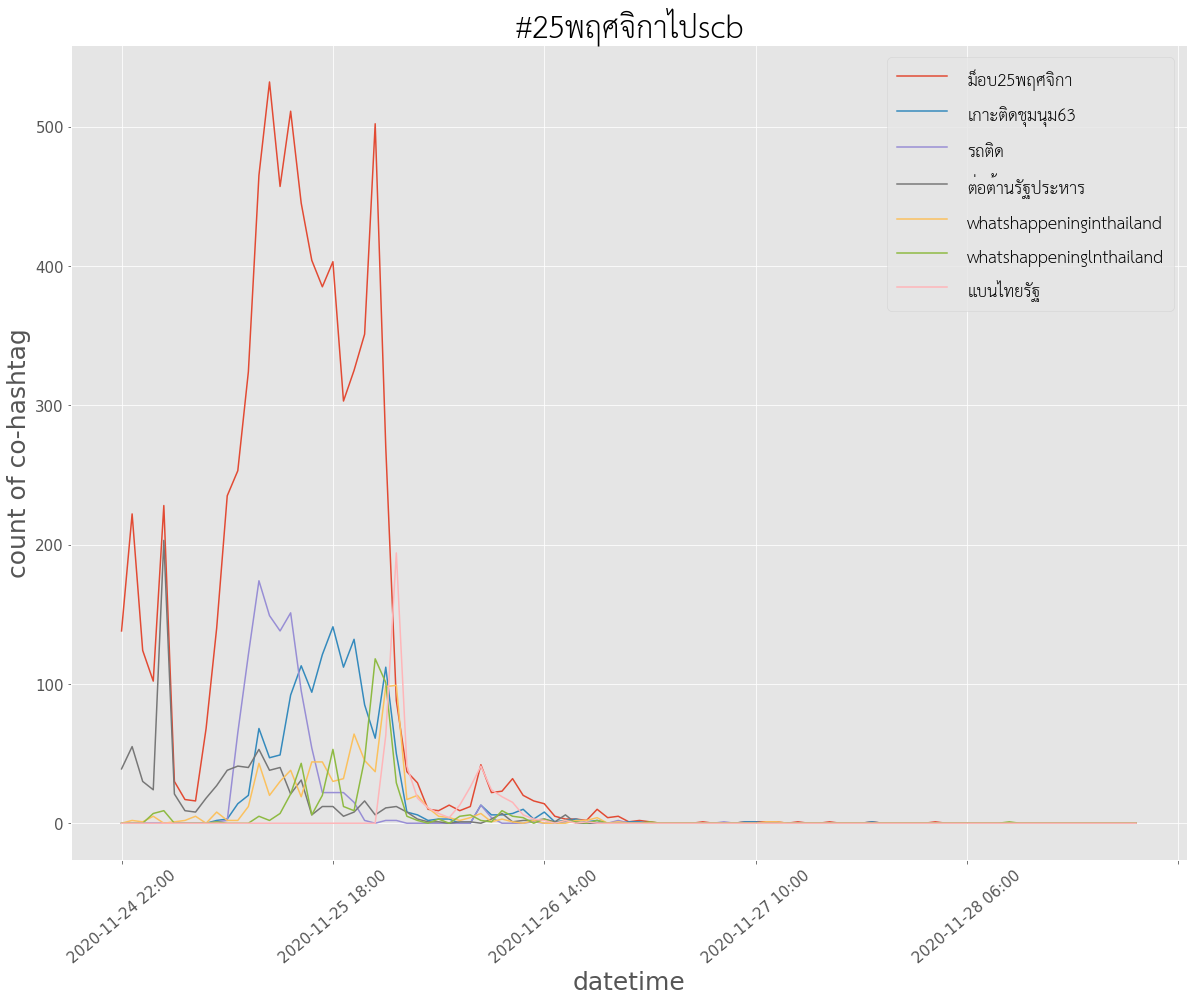 #25พฤศจิกาไปscb
count of co-hashtag
500
400
300
200
100
0
ม็อบ25พฤศจิกา
เกาะติดชุมนุม63
รถติด
ต่อต้านรัฐประหาร
whatshappeninginthailand
whatshappeninglnthailand
แบนไทยรัฐ
2020-11-24 22:00
2020-11-25 18:00
2020-11-26 14:00
2020-11-27 10:00
2020-11-28 06:00
datetime